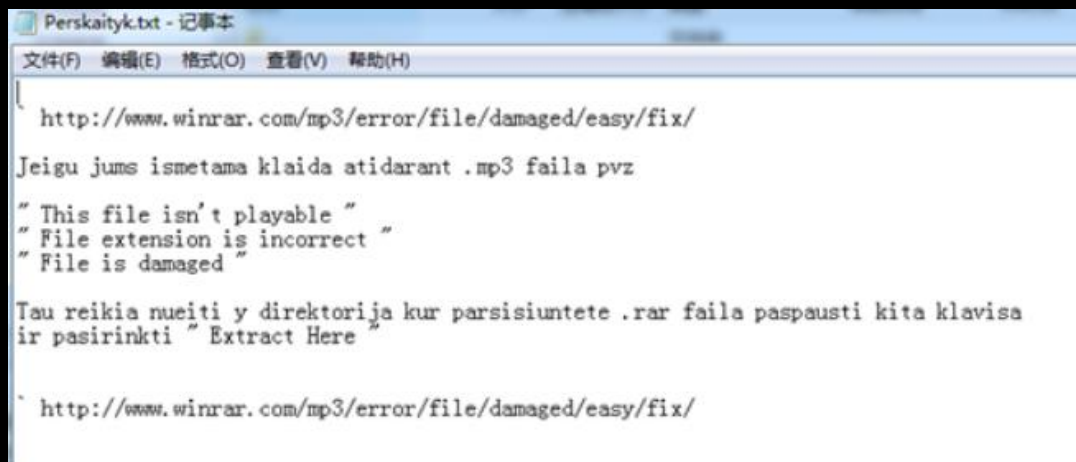 Perskaityk.txt - 记事本
文件(F) 编辑(E) 格式(O) 查看(V) 帮助(H)
` http://www.winrar.com/mp3/error/file/damaged/easy/fix/
Jeigu jums ismetama klaida atidarant .mp3 faila pvz
" This file isn't playable "
" File extension is incorrect "
" File is damaged "
Tau reikia nueiti y direktorija kur parsisiuntete .rar faila paspausti kita klavisa
ir pasirinkti " Extract Here "
` http://www.winrar.com/mp3/error/file/damaged/easy/fix/